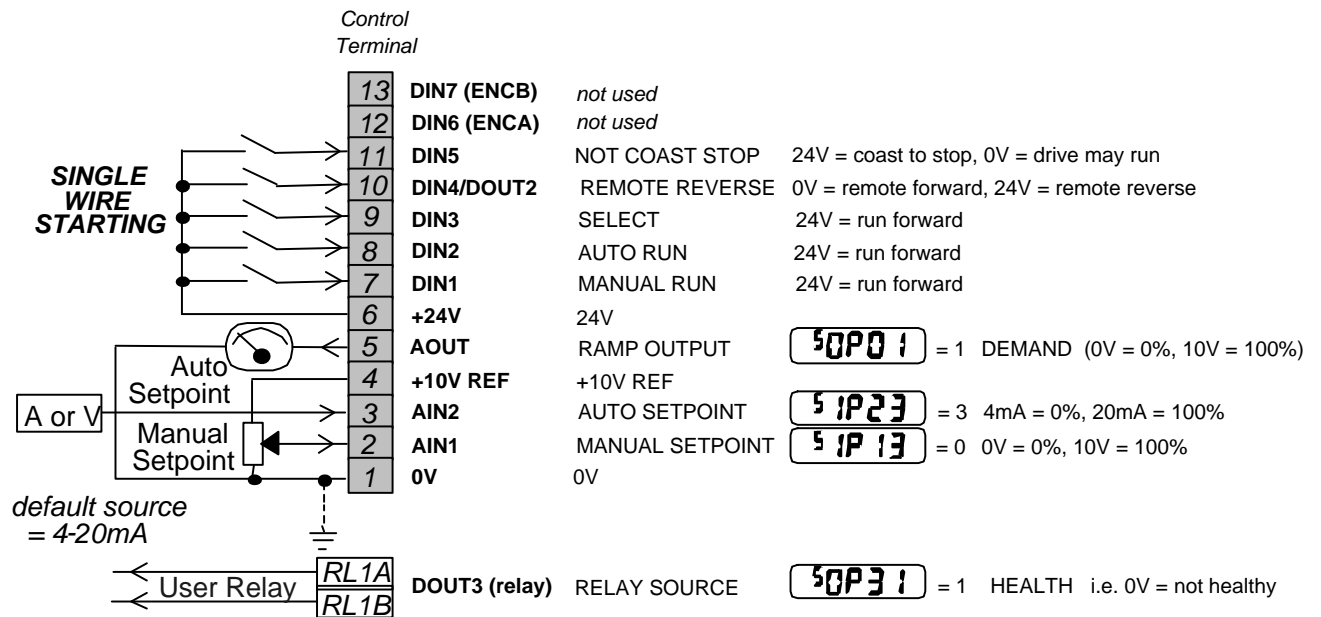 Control
Terminal
13 DIN7 (ENCB) not used
12 DIN6 (ENCA) not used
11 DIN5 NOT COAST STOP 24V = coast to stop, 0V = drive may run
10 DIN4/DOUT2 REMOTE REVERSE 0V = remote forward, 24V = remote reverse
9 DIN3 SELECT 24V = run forward
8 DIN2 AUTO RUN 24V = run forward
7 DIN1 MANUAL RUN 24V = run forward
6 +24V 24V
5 AOUT RAMP OUTPUT SOP01 = 1 DEMAND (0V = 0%, 10V = 100%)
4 +10V REF +10V REF
3 AIN2 AUTO SETPOINT SIP23 = 3 4mA = 0%, 20mA = 100%
2 AIN1 MANUAL SETPOINT SIP13 = 0 0V = 0%, 10V = 100%
1 0V 0V
SINGLE
WIRE
STARTING
Auto
Setpoint
A or V
Manual
Setpoint
default source
= 4-20mA
User Relay
RL1A
RL1B
DOUT3 (relay) RELAY SOURCE SOP31 = 1 HEALTH i.e. 0V = not healthy